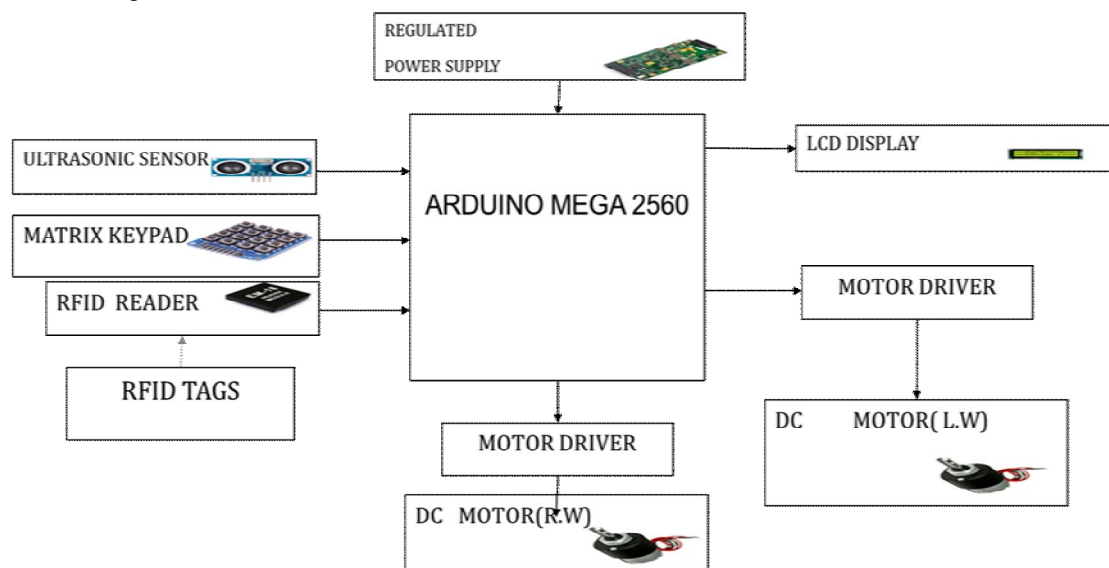 REGULATED
POWER SUPPLY
ULTRASONIC SENSOR
MATRIX KEYPAD
RFID READER
RFID TAGS
ARDUINO MEGA 2560
LCD DISPLAY
MOTOR DRIVER
DC MOTOR( L.W)
MOTOR DRIVER
DC MOTOR(R.W)